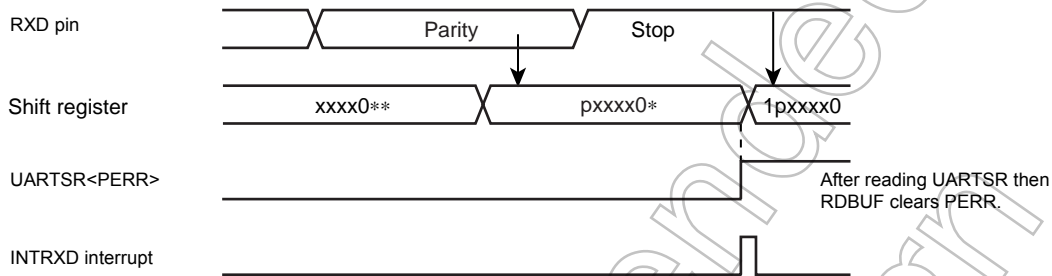 RXD pin
Parity
Stop
Shift register
xxxx0**
pxxxx0*
1pxxxx0
UARTSR<PERR>
After reading UARTSR then
RDBUF clears PERR.
INTRXD interrupt